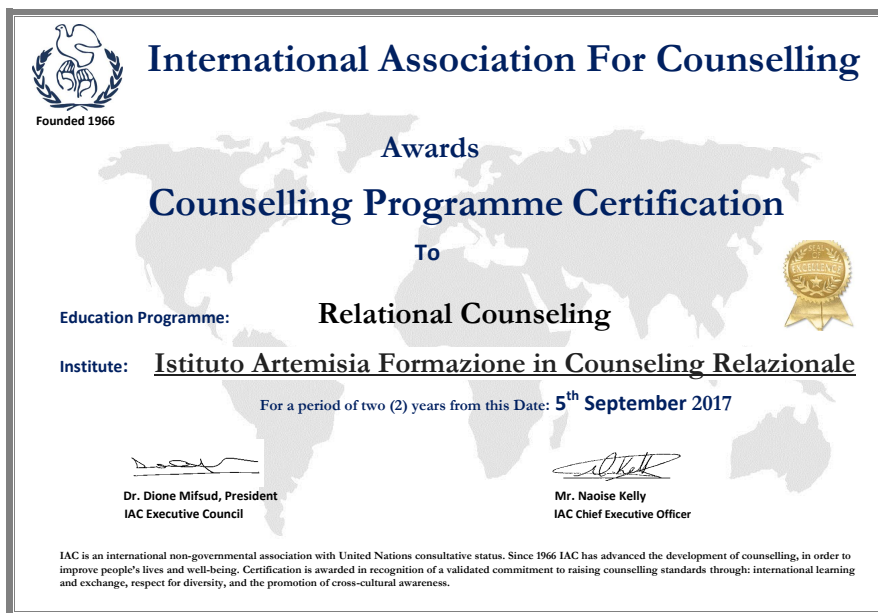 International Association For Counselling
Founded 1966
Awards
Counselling Programme Certification
To
SEAL
OF
EXCELLENCE
Education Programme: Relational Counseling
Institute: Istituto Artemisia Formazione in Counseling Relazionale
For a period of two (2) years from this Date: 5th September 2017
Dr. Dione Mifsud, President
IAC Executive Council
Mr. Naoise Kelly
IAC Chief Executive Officer
IAC is an international non-governmental association with United Nations consultative status. Since 1966 IAC has advanced the development of counselling, in order to
improve people's lives and well-being. Certification is awarded in recognition of a validated commitment to raising counselling standards through: international learning
and exchange, respect for diversity, and the promotion of cross-cultural awareness.